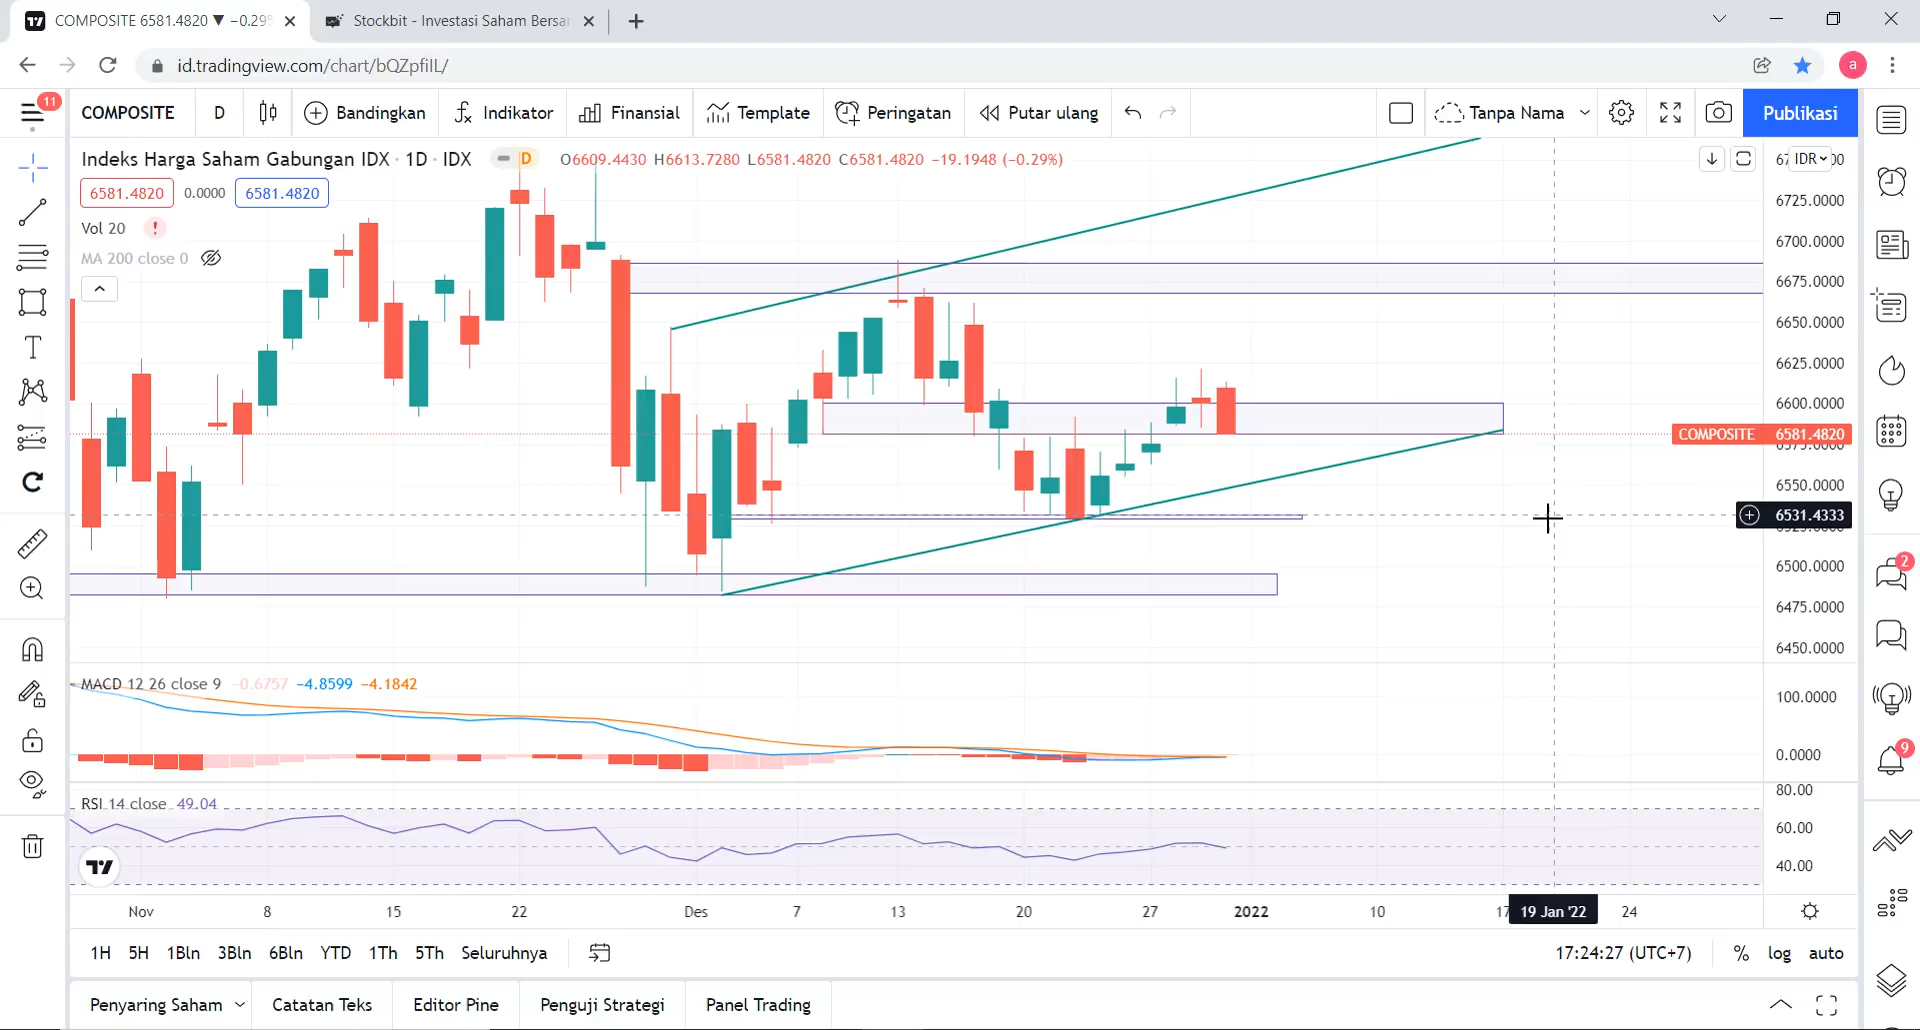 COMPOSITE 6581.4820 ▼ −0.29%
Stockbit - Investasi Saham Bersam
id.tradingview.com/chart/bQZpfiIL/
a
11
COMPOSITE
D
Bandingkan
Indikator
Finansial
Template
Peringatan
Putar ulang
Tanpa Nama
Publikasi
Indeks Harga Saham Gabungan IDX · 1D · IDX
D
O6609.4430 H6613.7280 L6581.4820 C6581.4820 −19.1948 (−0.29%)
IDR
6581.4820
0.0000
6581.4820
Vol 20
!
MA 200 close 0
6725.0000
6700.0000
6675.0000
6650.0000
6625.0000
6600.0000
COMPOSITE 6581.4820
6550.0000
6531.4333
6500.0000
6475.0000
6450.0000
2
9
MACD 12 26 close 9 −0.6757 −4.8599 −4.1842
100.0000
0.0000
RSI 14 close 49.04
80.00
60.00
40.00
Nov
8
15
22
Des
7
13
20
27
2022
10
17
19 Jan '22
24
1H
5H
1Bln
3Bln
6Bln
YTD
1Th
5Th
Seluruhnya
17:24:27 (UTC+7)
%
log
auto
Penyaring Saham
Catatan Teks
Editor Pine
Penguji Strategi
Panel Trading